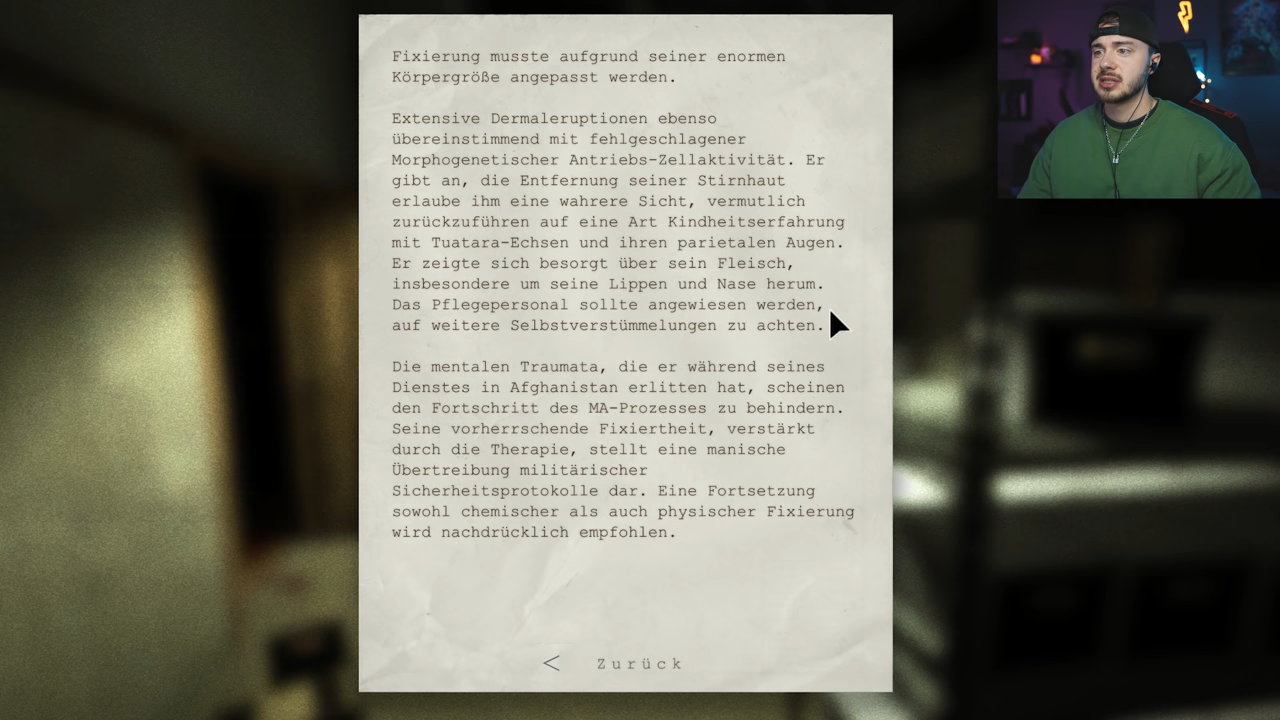 Fixierung musste aufgrund seiner enormen
Körpergröße angepasst werden.
Extensive Dermaleruptionen ebenso
übereinstimmend mit fehlgeschlagener
Morphogenetischer Antriebs-Zellaktivität. Er
gibt an, die Entfernung seiner Stirnhaut
erlaube ihm eine wahrere Sicht, vermutlich
zurückzuführen auf eine Art Kindheitserfahrung
mit Tuatara-Echsen und ihren parietalen Augen.
Er zeigte sich besorgt über sein Fleisch,
insbesondere um seine Lippen und Nase herum.
Das Pflegepersonal sollte angewiesen werden,
auf weitere Selbstverstümmelungen zu achten.
Die mentalen Traumata, die er während seines
Dienstes in Afghanistan erlitten hat, scheinen
den Fortschritt des MA-Prozesses zu behindern.
Seine vorherrschende Fixiertheit, verstärkt
durch die Therapie, stellt eine manische
Übertreibung militärischer
Sicherheitsprotokolle dar. Eine Fortsetzung
sowohl chemischer als auch physischer Fixierung
wird nachdrücklich empfohlen.
< Zurück